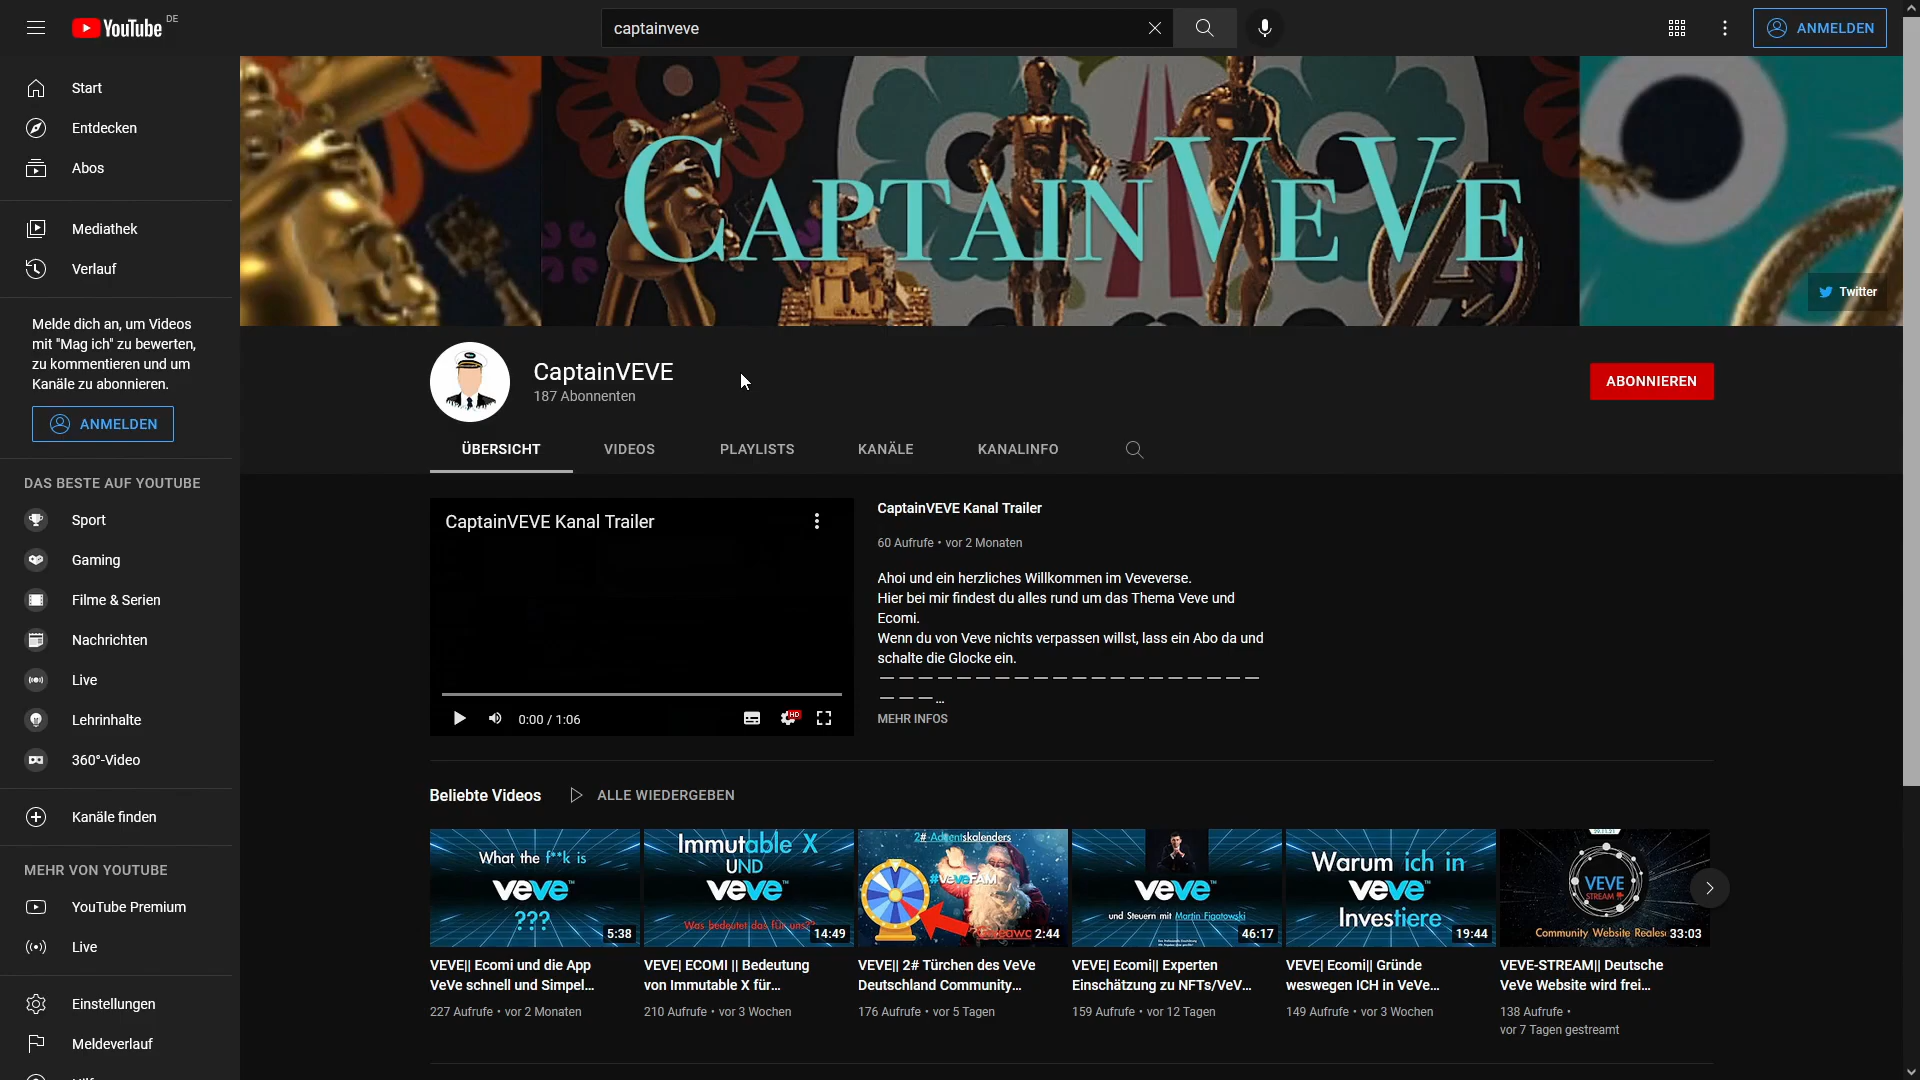 YouTube DE
captainveve
ANMELDEN
Start
Entdecken
Abos
Mediathek
Verlauf
Melde dich an, um Videos
mit "Mag ich" zu bewerten,
zu kommentieren und um
Kanäle zu abonnieren.
ANMELDEN
DAS BESTE AUF YOUTUBE
Sport
Gaming
Filme & Serien
Nachrichten
Live
Lehrinhalte
360°-Video
Kanäle finden
MEHR VON YOUTUBE
YouTube Premium
Live
Einstellungen
Meldeverlauf
CAPTAINVEVE
Twitter
CaptainVEVE
187 Abonnenten
ABONNIEREN
ÜBERSICHT
VIDEOS
PLAYLISTS
KANÄLE
KANALINFO
CaptainVEVE Kanal Trailer
0:00 / 1:06
HD
CaptainVEVE Kanal Trailer
60 Aufrufe • vor 2 Monaten
Ahoi und ein herzliches Willkommen im Veveverse.
Hier bei mir findest du alles rund um das Thema Veve und
Ecomi.
Wenn du von Veve nichts verpassen willst, lass ein Abo da und
schalte die Glocke ein.
— — — — — — — — — — — — — — — — — — — —
— — — ...
MEHR INFOS
Beliebte Videos
ALLE WIEDERGEBEN
What the f**k is
veve™
???
5:38
VEVE|| Ecomi und die App
VeVe schnell und Simpel...
227 Aufrufe • vor 2 Monaten
Immutable X
UND
veve™
Was bedeutet das für uns?
14:49
VEVE| ECOMI || Bedeutung
von Immutable X für...
210 Aufrufe • vor 3 Wochen
2# Adventskalenders
#VeVeFAM
2:44
VEVE|| 2# Türchen des VeVe
Deutschland Community...
176 Aufrufe • vor 5 Tagen
veve™
und Steuern mit Martin Figatowski
46:17
VEVE| Ecomi|| Experten
Einschätzung zu NFTs/VeV...
159 Aufrufe • vor 12 Tagen
Warum ich in
veve™
Investiere
19:44
VEVE| Ecomi|| Gründe
weswegen ICH in VeVe...
149 Aufrufe • vor 3 Wochen
VEVE
STREAM
Community Website Reales
33:03
VEVE-STREAM|| Deutsche
VeVe Website wird frei...
138 Aufrufe •
vor 7 Tagen gestreamt